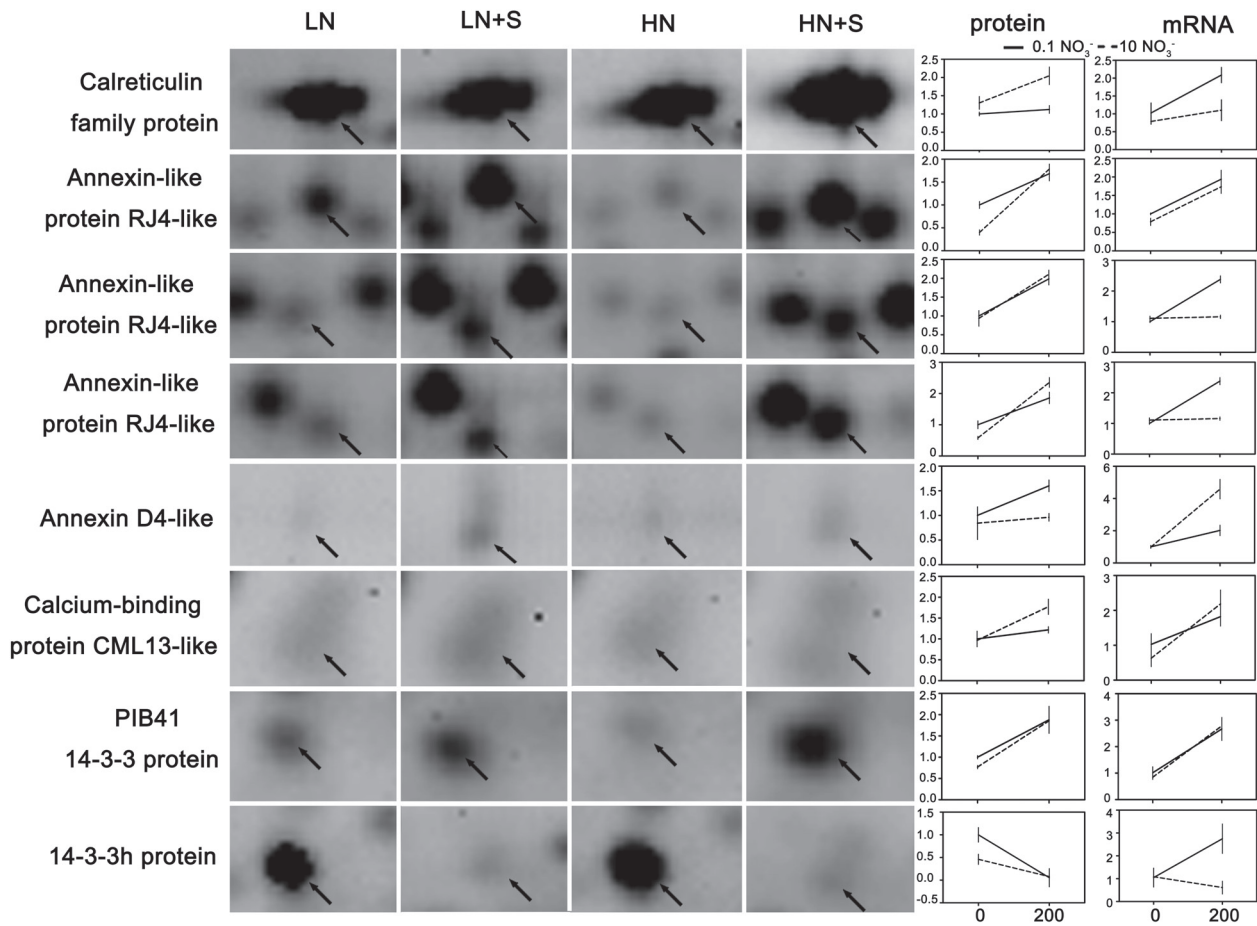 LN LN+S HN HN+S protein mRNA
0.1 NO3- 10 NO3-
Calreticulin
family protein
2.5 2.0 1.5 1.0 0.5 0.0
2.5 2.0 1.5 1.0 0.5 0.0
Annexin-like
protein RJ4-like
2.0 1.5 1.0 0.5 0.0
2.5 2.0 1.5 1.0 0.5 0.0
Annexin-like
protein RJ4-like
2.5 2.0 1.5 1.0 0.5 0.0
3 2 1 0
Annexin-like
protein RJ4-like
3 2 1 0
3 2 1 0
Annexin D4-like
2.0 1.5 1.0 0.5 0.0
6 4 2 0
Calcium-binding
protein CML13-like
2.5 2.0 1.5 1.0 0.5 0.0
3 2 1 0
PIB41
14-3-3 protein
2.5 2.0 1.5 1.0 0.5 0.0
4 3 2 1 0
14-3-3h protein
1.5 1.0 0.5 0.0 -0.5
4 3 2 1 0
0 200 0 200